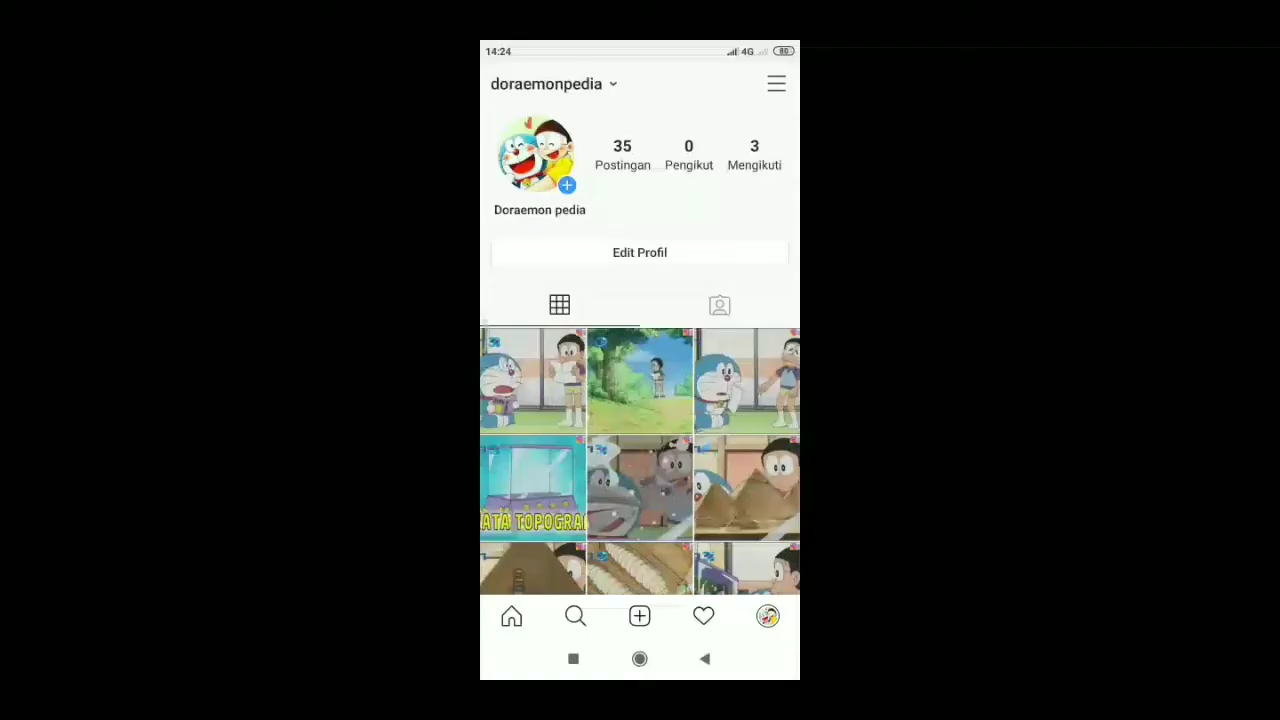 14:24
4G
80
doraemonpedia
35
0
3
Postingan
Pengikut
Mengikuti
Doraemon pedia
Edit Profil
TOPOGRA